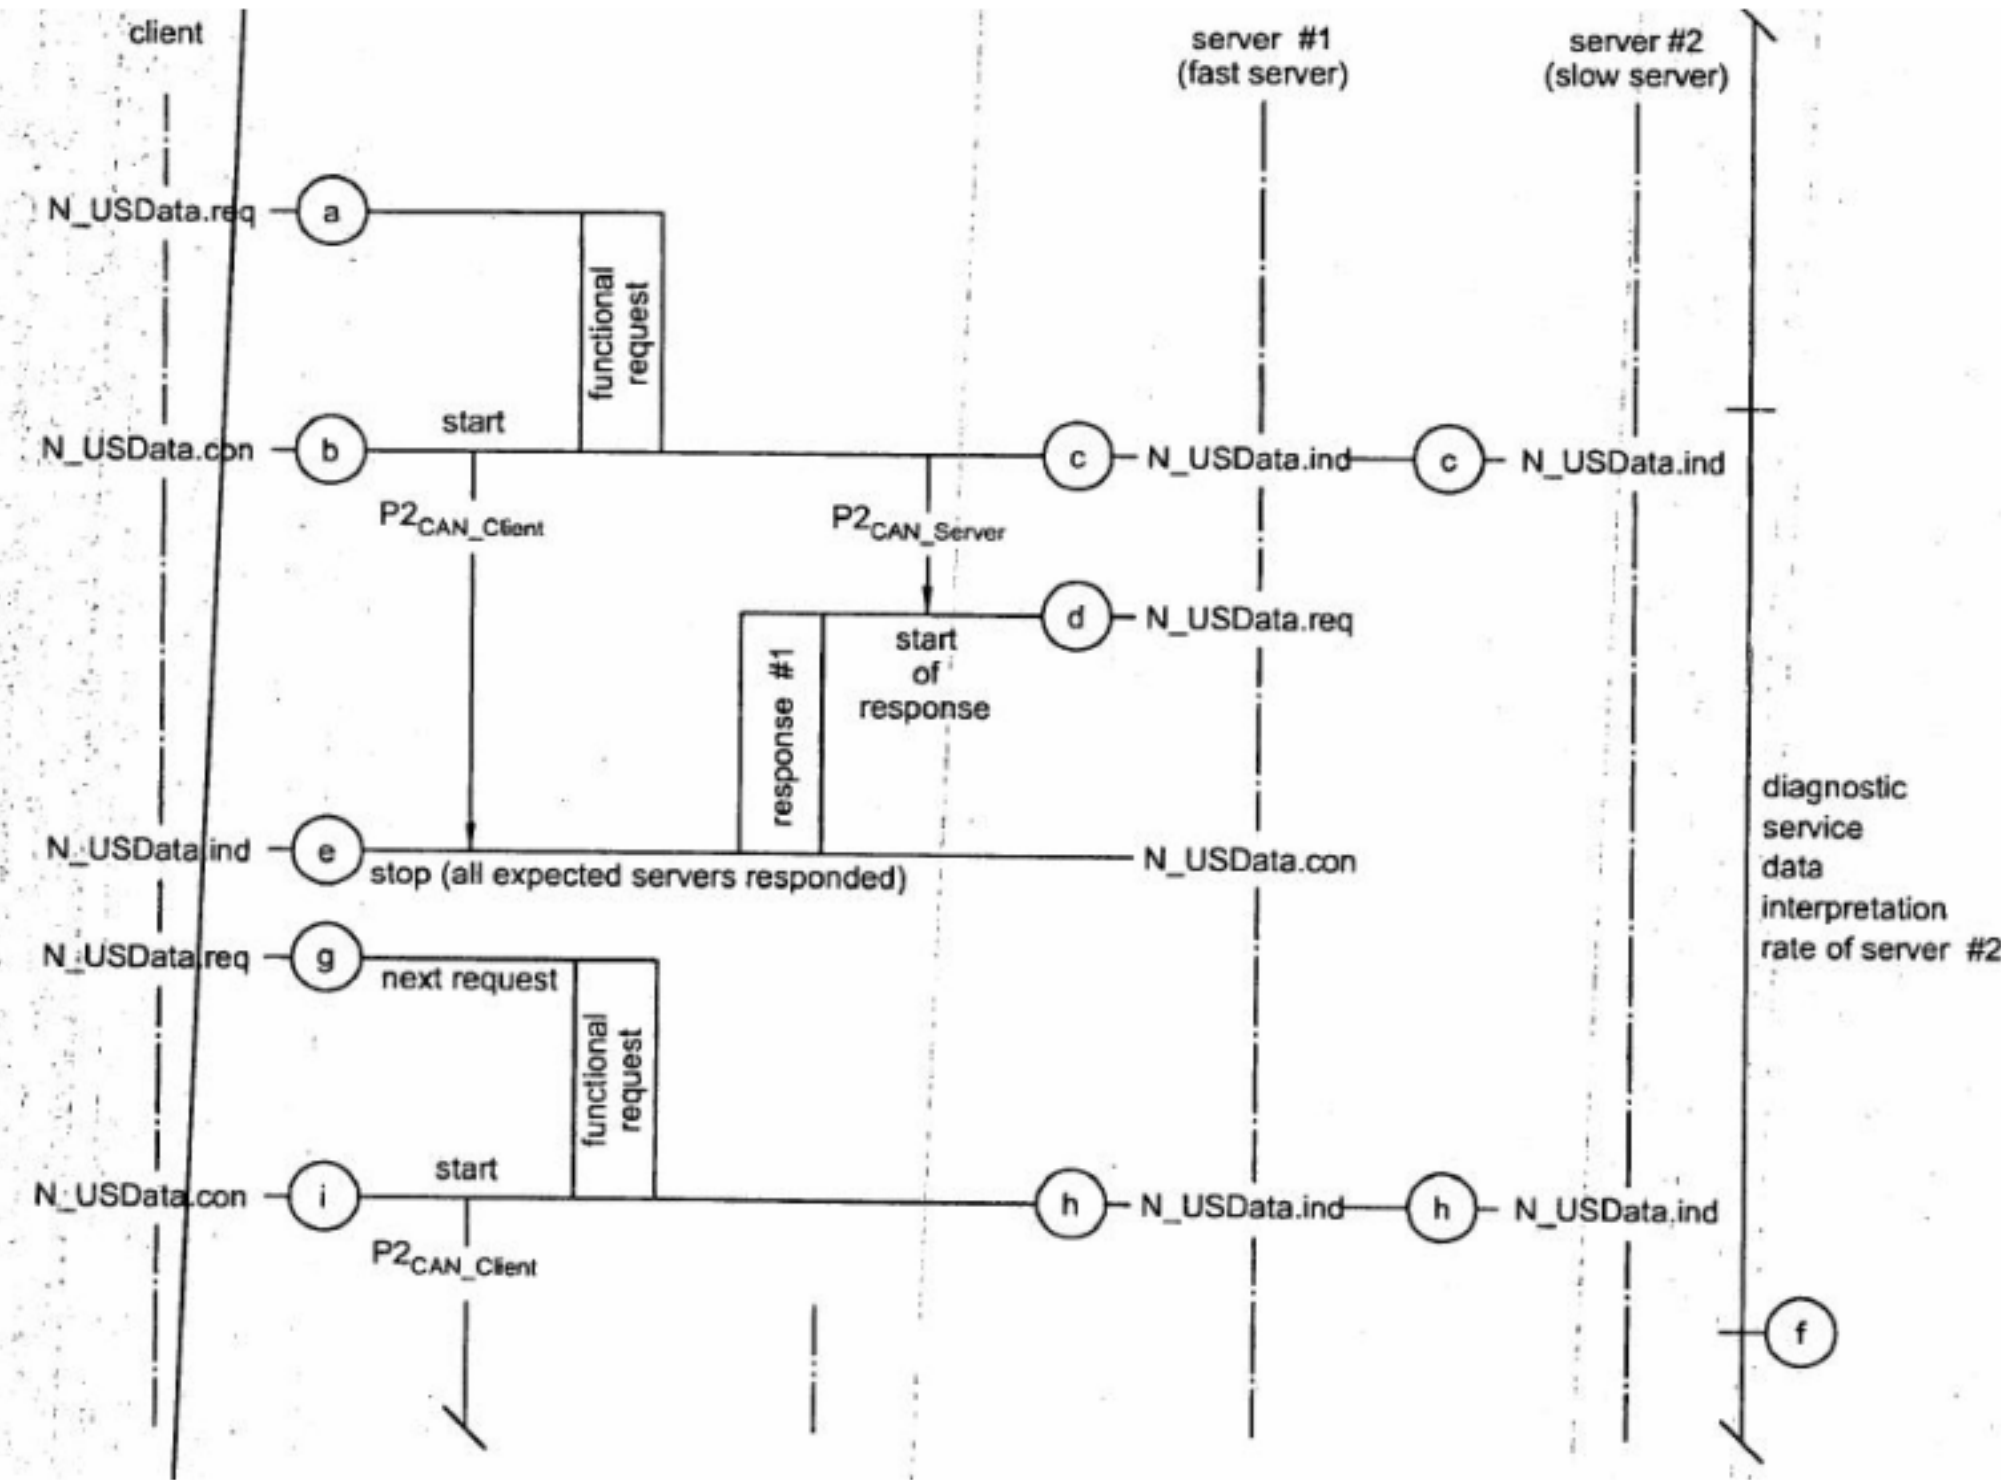 client
server #1
(fast server)
server #2
(slow server)
N_USData.req
a
functional
request
N_USData.con
b
start
c
N_USData.ind
c
N_USData.ind
P2CAN_Client
P2CAN_Server
d
N_USData.req
start
of
response
response #1
N_USData.ind
e
stop (all expected servers responded)
N_USData.con
diagnostic
service
data
interpretation
rate of server #2
N_USData.req
g
next request
functional
request
N_USData.con
i
start
h
N_USData.ind
h
N_USData.ind
P2CAN_Client
f